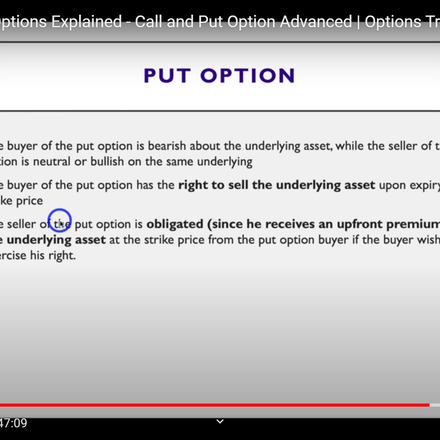 Options Explained - Call and Put Option Advanced | Options Tr
PUT OPTION
e buyer of the put option is bearish about the underlying asset, while the seller of t
tion is neutral or bullish on the same underlying
e buyer of the put option has the right to sell the underlying asset upon expiry
ke price
e seller of the put option is obligated (since he receives an upfront premium
e underlying asset at the strike price from the put option buyer if the buyer wish
ercise his right.
47:09